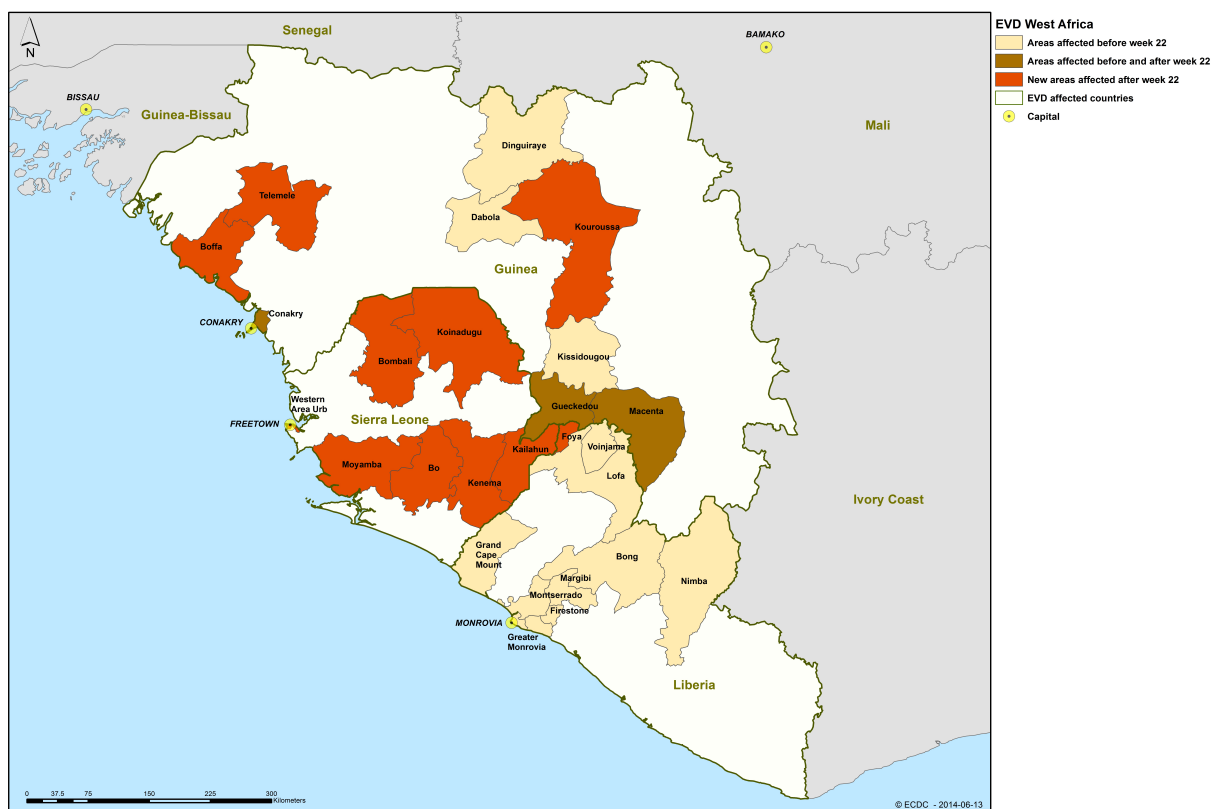 N
Senegal
BAMAKO
BISSAU
Guinea-Bissau
Mali
Dinguiraye
Telemele
Dabola
Kouroussa
Boffa
Guinea
Conakry
CONAKRY
Koinadugu
Bombali
Kissidougou
Western
Area Urb
Gueckedou
Macenta
Sierra Leone
FREETOWN
Foya
Kailahun
Voinjama
Moyamba
Bo
Lofa
Kenema
Ivory Coast
Grand
Cape
Mount
Bong
Margibi
Nimba
Montserrado
Firestone
MONROVIA
Greater
Monrovia
Liberia
0 37.5 75 150 225 300
Kilometers
© ECDC - 2014-06-13
EVD West Africa
Areas affected before week 22
Areas affected before and after week 22
New areas affected after week 22
EVD affected countries
Capital